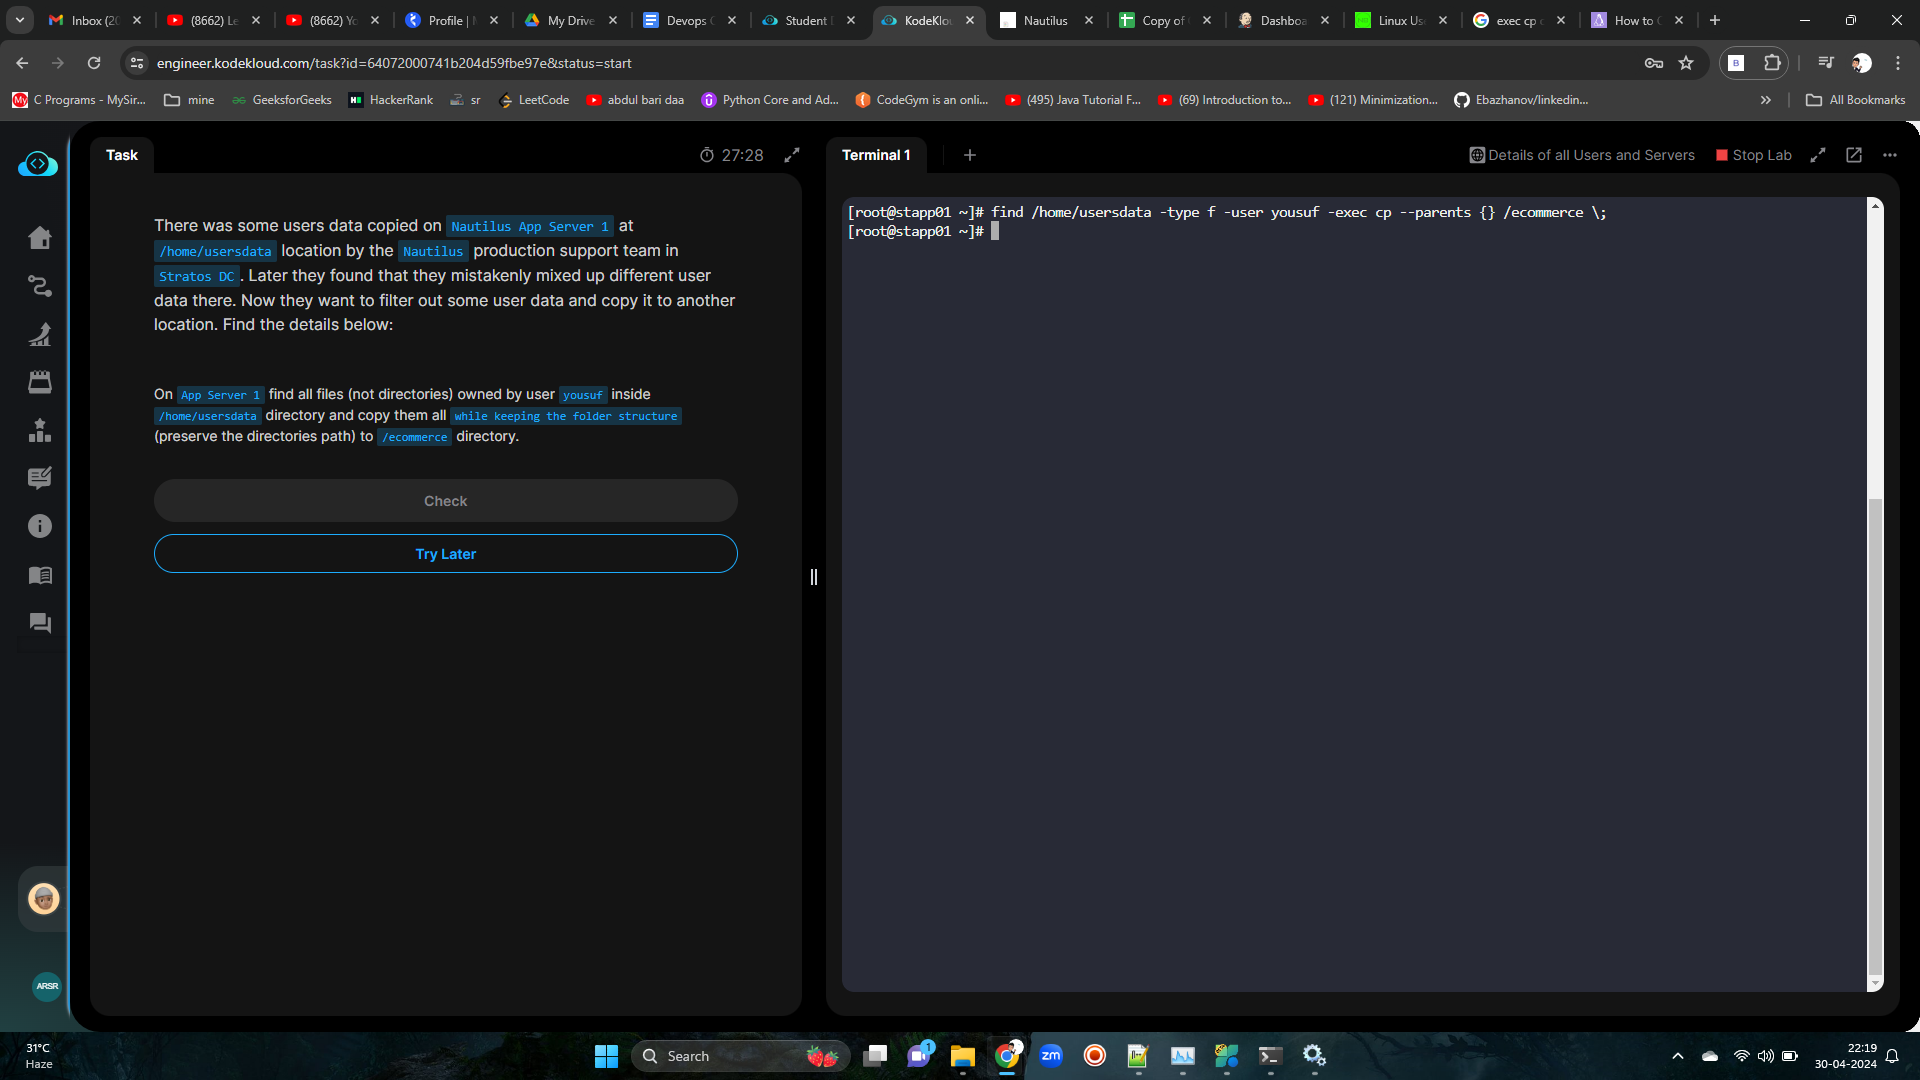 Inbox (20
(8662) Le
(8662) Yo
Profile | N
My Drive
Devops C
Student D
KodeKlou
Nautilus
Copy of
Dashboa
Linux Use
exec cp c
How to C
engineer.kodekloud.com/task?id=64072000741b204d59fbe97e&status=start
C Programs - MySir...
mine
GeeksforGeeks
HackerRank
sr
LeetCode
abdul bari daa
Python Core and Ad...
CodeGym is an onli...
(495) Java Tutorial F...
(69) Introduction to...
(121) Minimization...
Ebazhanov/linkedin...
All Bookmarks
Task
27:28
Terminal 1
Details of all Users and Servers
Stop Lab
There was some users data copied on Nautilus App Server 1 at
/home/usersdata location by the Nautilus production support team in
Stratos DC. Later they found that they mistakenly mixed up different user
data there. Now they want to filter out some user data and copy it to another
location. Find the details below:
On App Server 1 find all files (not directories) owned by user yousuf inside
/home/usersdata directory and copy them all while keeping the folder structure
(preserve the directories path) to /ecommerce directory.
Check
Try Later
[root@stapp01 ~]# find /home/usersdata -type f -user yousuf -exec cp --parents {} /ecommerce \;
[root@stapp01 ~]#
ARSR
31°C
Haze
Search
1
zm
22:19
30-04-2024